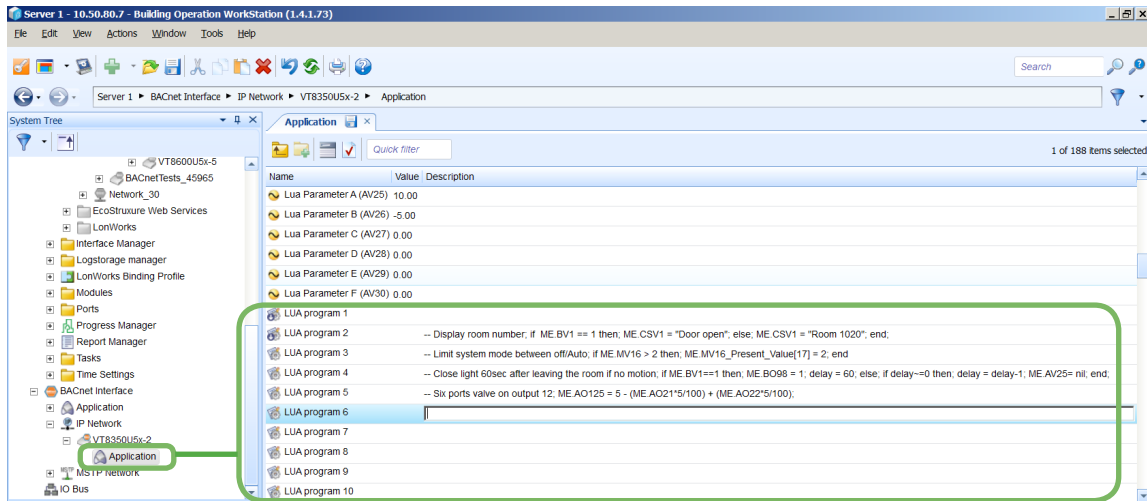 Server 1 - 10.50.80.7 - Building Operation WorkStation (1.4.1.73)
File Edit View Actions Window Tools Help
Search
Server 1 BACnet Interface IP Network VT8350U5x-2 Application
System Tree
Application
Quick filter
1 of 188 items selected
VT8600U5x-5
BACnetTests_45965
Network_30
EcoStruxure Web Services
LonWorks
Interface Manager
Logstorage manager
LonWorks Binding Profile
Modules
Ports
Progress Manager
Report Manager
Tasks
Time Settings
BACnet Interface
Application
IP Network
VT8350U5x-2
Application
MSTP Network
IO Bus
Name Value Description
Lua Parameter A (AV25) 10.00
Lua Parameter B (AV26) -5.00
Lua Parameter C (AV27) 0.00
Lua Parameter D (AV28) 0.00
Lua Parameter E (AV29) 0.00
Lua Parameter F (AV30) 0.00
LUA program 1
LUA program 2 -- Display room number; if ME.BV1 == 1 then; ME.CSV1 = "Door open"; else; ME.CSV1 = "Room 1020"; end;
LUA program 3 -- Limit system mode between off/Auto; if ME.MV16 > 2 then; ME.MV16_Present_Value[17] = 2; end
LUA program 4 -- Close light 60sec after leaving the room if no motion; if ME.BV1==1 then; ME.BO98 = 1; delay = 60; else; if delay~=0 then; delay = delay-1; ME.AV25= nil; end;
LUA program 5 -- Six ports valve on output 12; ME.AO125 = 5 - (ME.AO21*5/100) + (ME.AO22*5/100);
LUA program 6
LUA program 7
LUA program 8
LUA program 9
LUA program 10